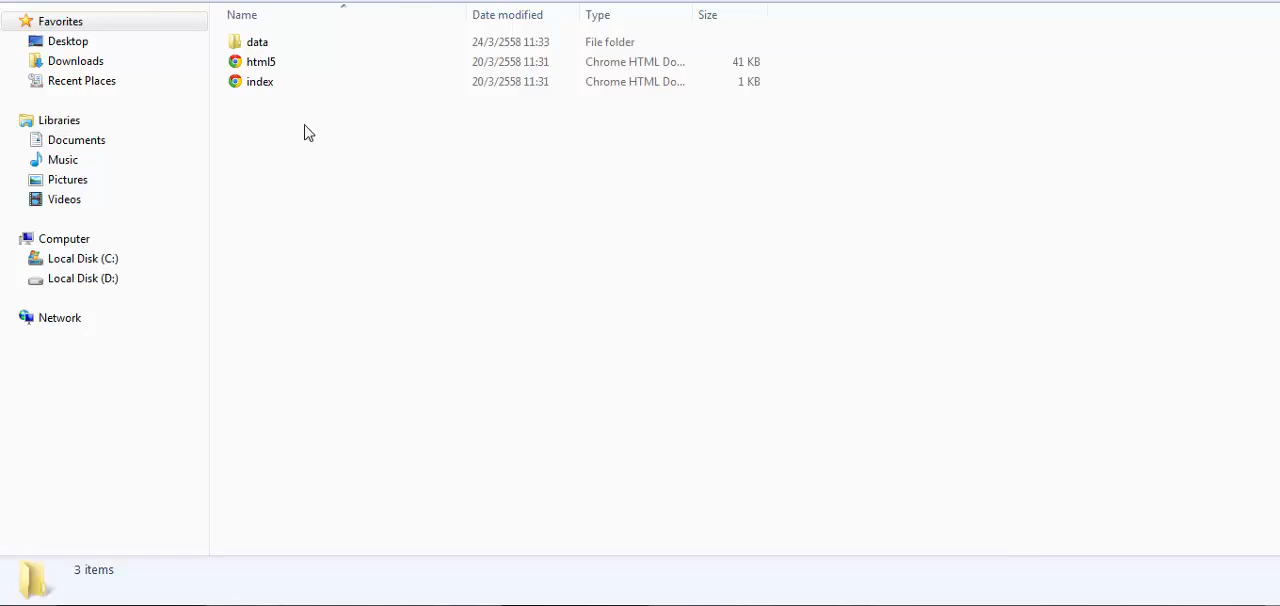 Favorites
Desktop
Downloads
Recent Places
Libraries
Documents
Music
Pictures
Videos
Computer
Local Disk (C:)
Local Disk (D:)
Network
Name Date modified Type Size
data 24/3/2558 11:33 File folder
html5 20/3/2558 11:31 Chrome HTML Do... 41 KB
index 20/3/2558 11:31 Chrome HTML Do... 1 KB
3 items